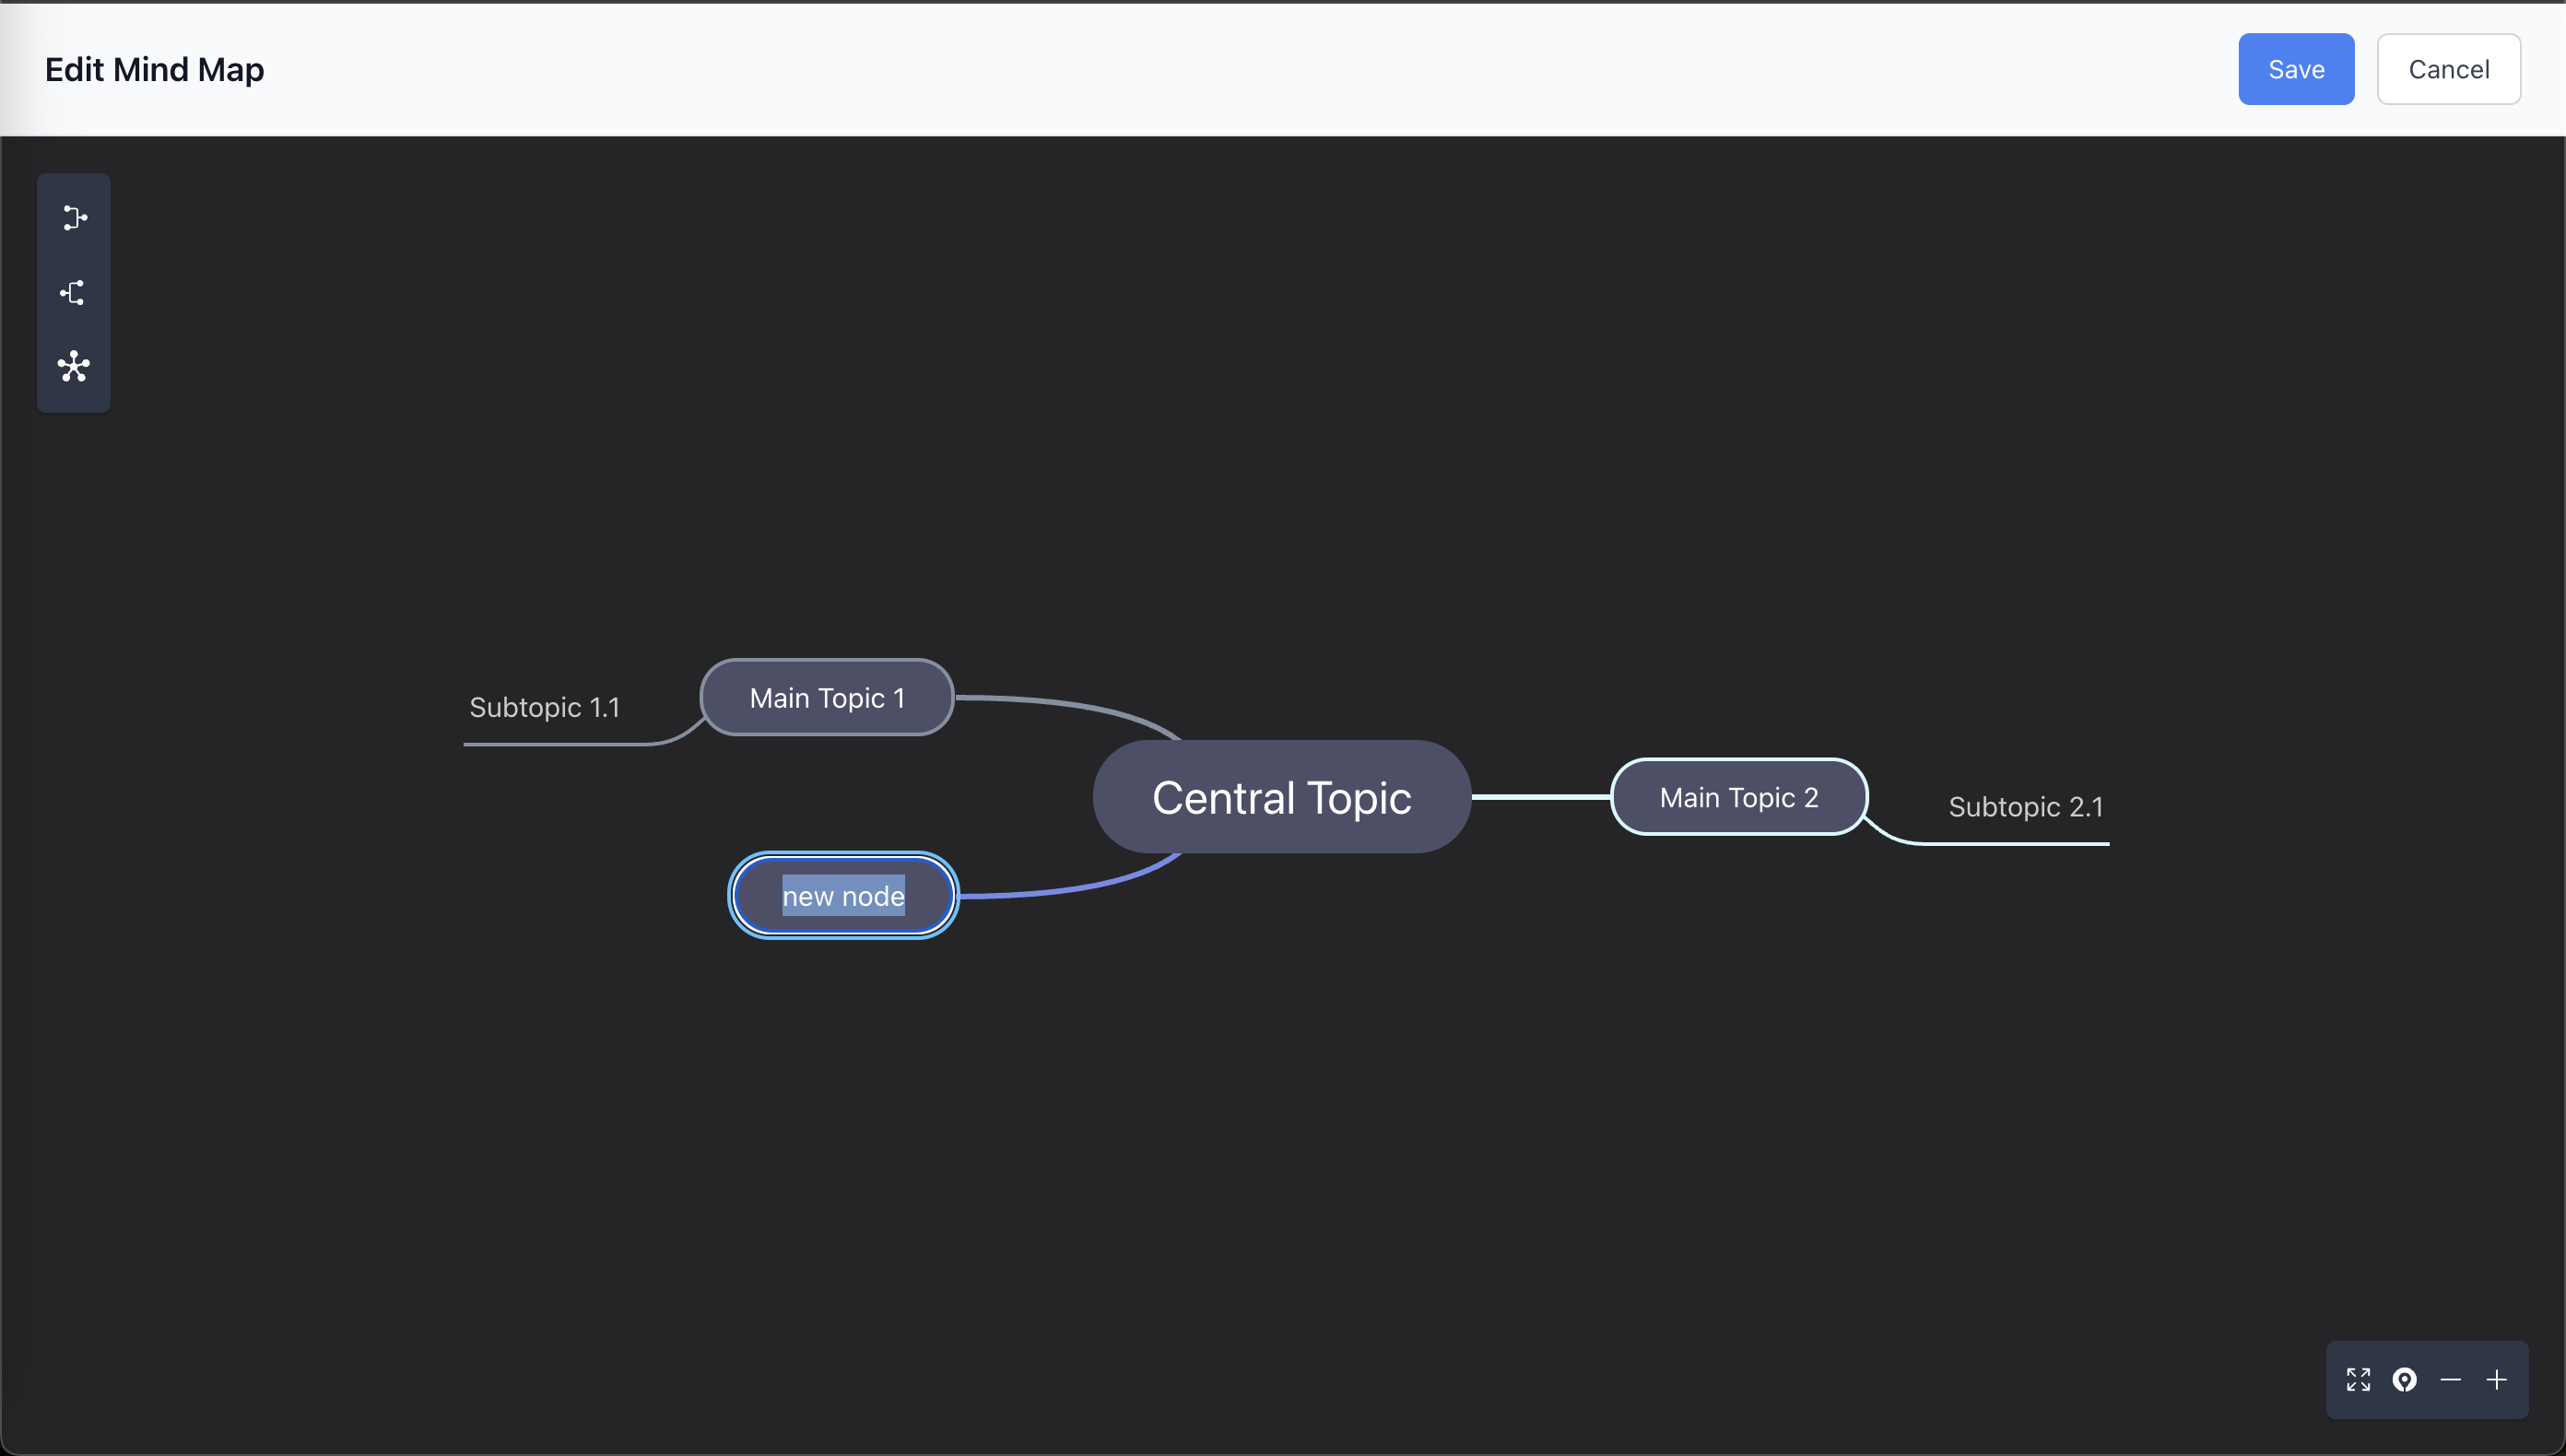 Edit Mind Map
Save
Cancel
Main Topic 1
Subtopic 1.1
Central Topic
Main Topic 2
Subtopic 2.1
new node